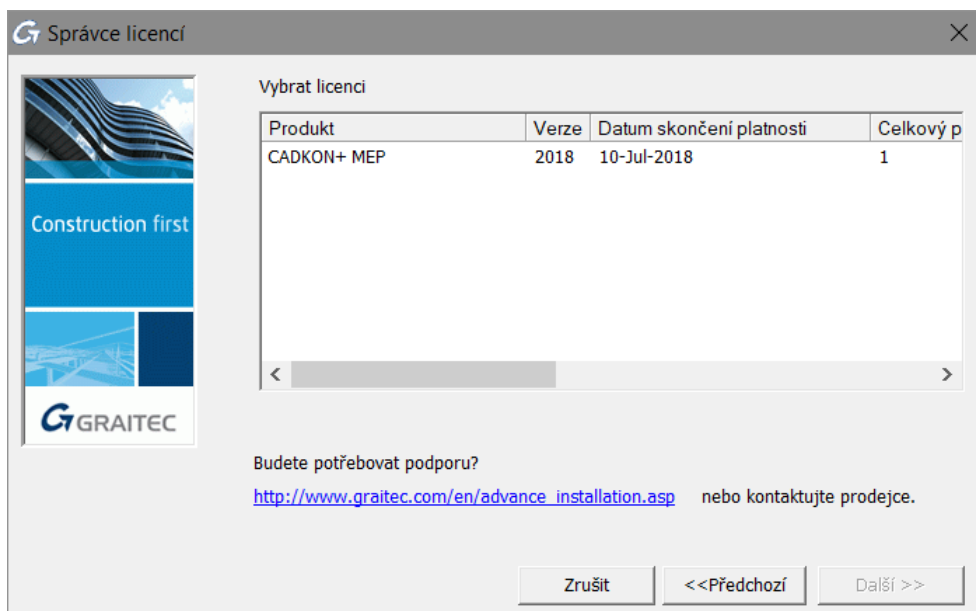 Správce licencí
Vybrat licenci
Produkt Verze Datum skončení platnosti Celkový p
CADKON+ MEP 2018 10-Jul-2018 1
Construction first
GRAITEC
Budete potřebovat podporu?
http://www.graitec.com/en/advance_installation.asp nebo kontaktujte prodejce.
Zrušit <<Předchozí Další >>